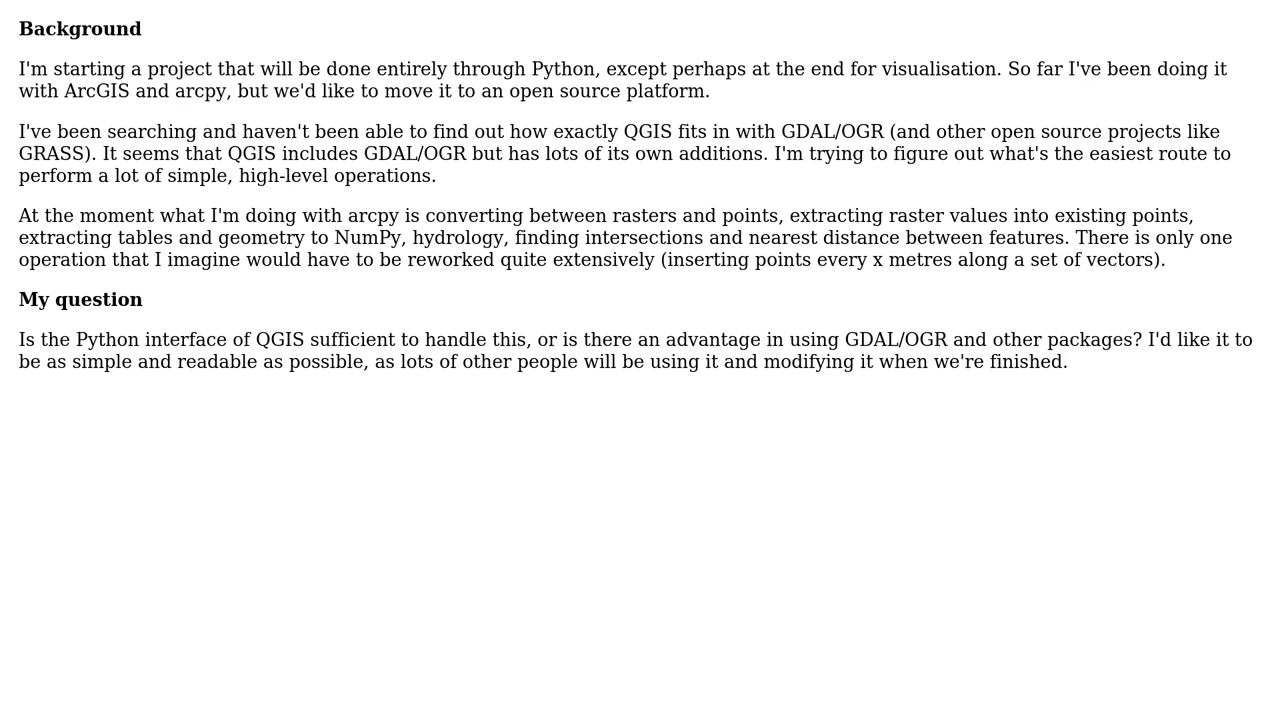 Background
I'm starting a project that will be done entirely through Python, except perhaps at the end for visualisation. So far I've been doing it
with ArcGIS and arcpy, but we'd like to move it to an open source platform.
I've been searching and haven't been able to find out how exactly QGIS fits in with GDAL/OGR (and other open source projects like
GRASS). It seems that QGIS includes GDAL/OGR but has lots of its own additions. I'm trying to figure out what's the easiest route to
perform a lot of simple, high-level operations.
At the moment what I'm doing with arcpy is converting between rasters and points, extracting raster values into existing points,
extracting tables and geometry to NumPy, hydrology, finding intersections and nearest distance between features. There is only one
operation that I imagine would have to be reworked quite extensively (inserting points every x metres along a set of vectors).
My question
Is the Python interface of QGIS sufficient to handle this, or is there an advantage in using GDAL/OGR and other packages? I'd like it to
be as simple and readable as possible, as lots of other people will be using it and modifying it when we're finished.